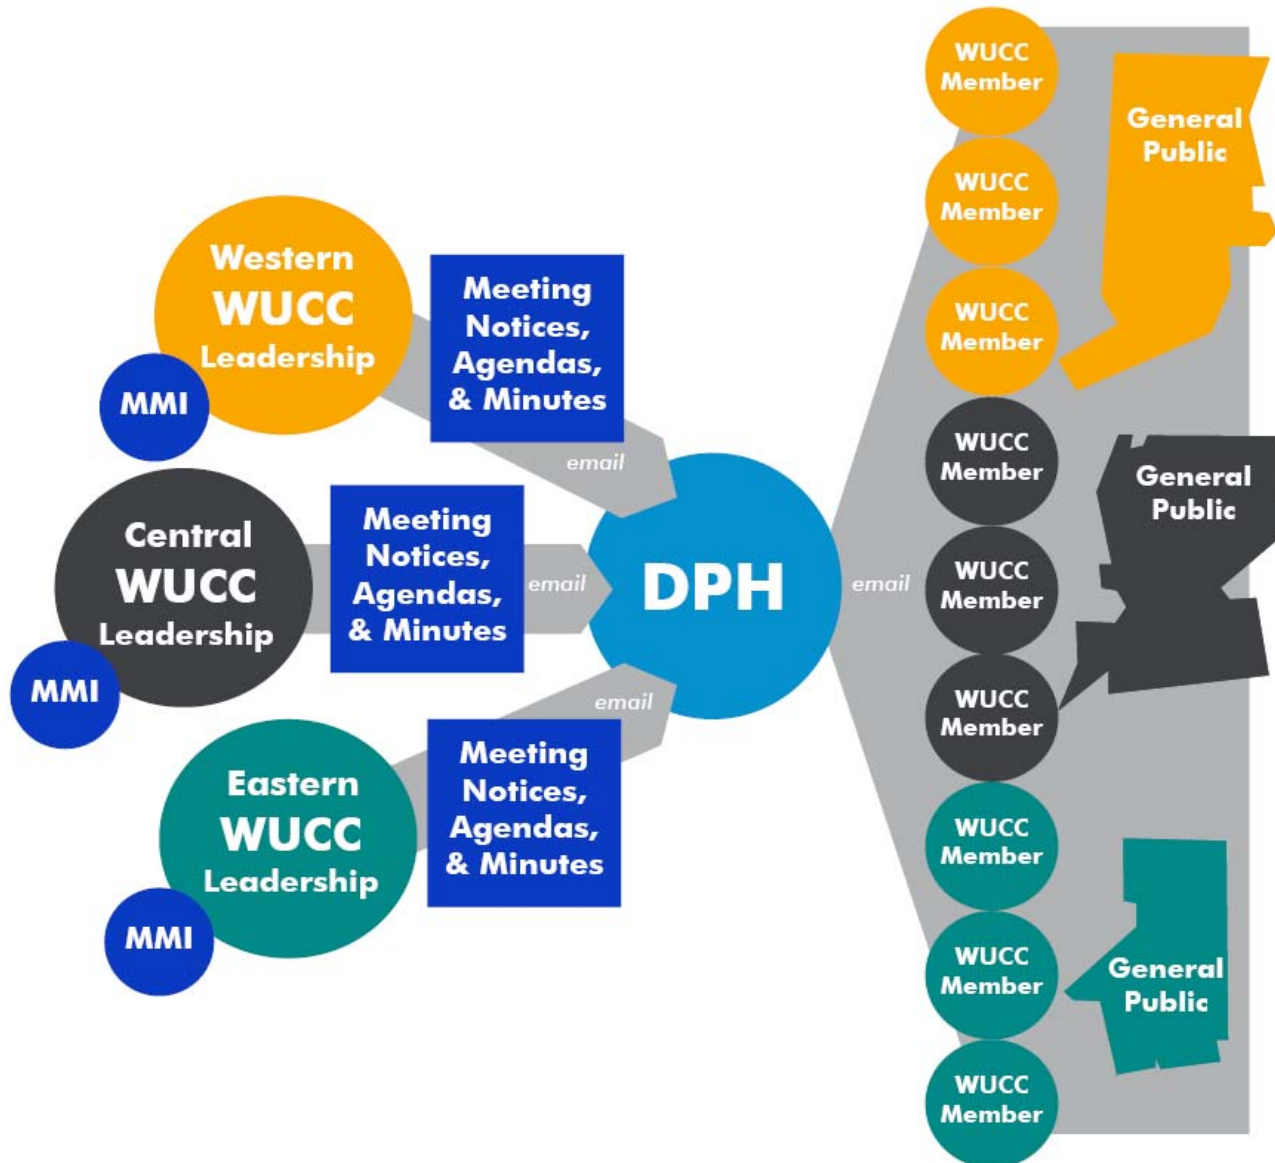 Western
WUCC
Leadership
MMI
Meeting
Notices,
Agendas,
& Minutes
email
Central
WUCC
Leadership
MMI
Meeting
Notices,
Agendas,
& Minutes
email
Eastern
WUCC
Leadership
MMI
Meeting
Notices,
Agendas,
& Minutes
email
DPH
email
WUCC
Member
WUCC
Member
WUCC
Member
General
Public
WUCC
Member
WUCC
Member
WUCC
Member
General
Public
WUCC
Member
WUCC
Member
WUCC
Member
General
Public